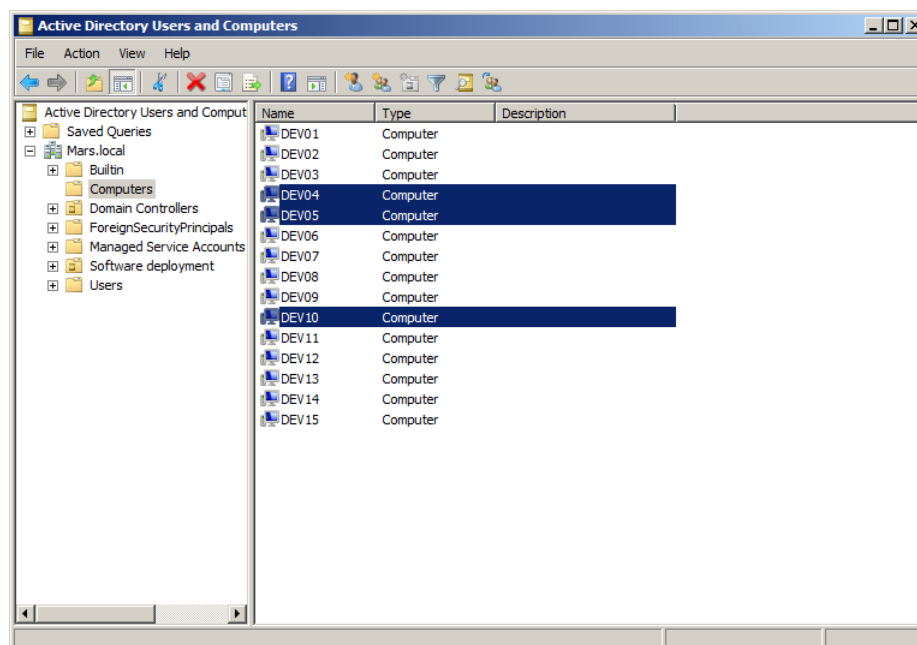 Active Directory Users and Computers
File Action View Help
Active Directory Users and Comput
Saved Queries
Mars.local
Builtin
Computers
Domain Controllers
ForeignSecurityPrincipals
Managed Service Accounts
Software deployment
Users
Name Type Description
DEV01 Computer
DEV02 Computer
DEV03 Computer
DEV04 Computer
DEV05 Computer
DEV06 Computer
DEV07 Computer
DEV08 Computer
DEV09 Computer
DEV10 Computer
DEV11 Computer
DEV12 Computer
DEV13 Computer
DEV14 Computer
DEV15 Computer